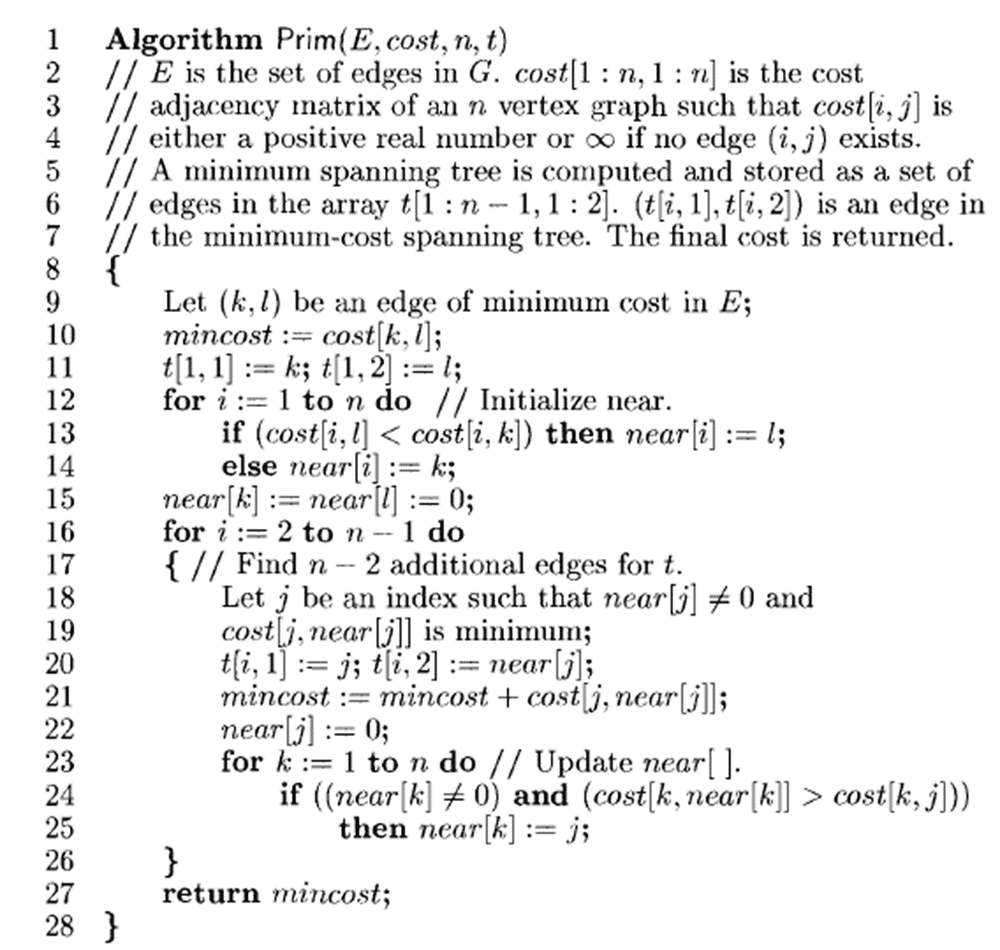 1 Algorithm Prim(E, cost, n, t)
2 // E is the set of edges in G. cost[1 : n, 1 : n] is the cost
3 // adjacency matrix of an n vertex graph such that cost[i, j] is
4 // either a positive real number or ∞ if no edge (i, j) exists.
5 // A minimum spanning tree is computed and stored as a set of
6 // edges in the array t[1 : n − 1, 1 : 2]. (t[i, 1], t[i, 2]) is an edge in
7 // the minimum-cost spanning tree. The final cost is returned.
8 {
9 Let (k, l) be an edge of minimum cost in E;
10 mincost := cost[k, l];
11 t[1, 1] := k; t[1, 2] := l;
12 for i := 1 to n do // Initialize near.
13 if (cost[i, l] < cost[i, k]) then near[i] := l;
14 else near[i] := k;
15 near[k] := near[l] := 0;
16 for i := 2 to n − 1 do
17 { // Find n − 2 additional edges for t.
18 Let j be an index such that near[j] ≠ 0 and
19 cost[j, near[j]] is minimum;
20 t[i, 1] := j; t[i, 2] := near[j];
21 mincost := mincost + cost[j, near[j]];
22 near[j] := 0;
23 for k := 1 to n do // Update near[ ].
24 if ((near[k] ≠ 0) and (cost[k, near[k]] > cost[k, j]))
25 then near[k] := j;
26 }
27 return mincost;
28 }